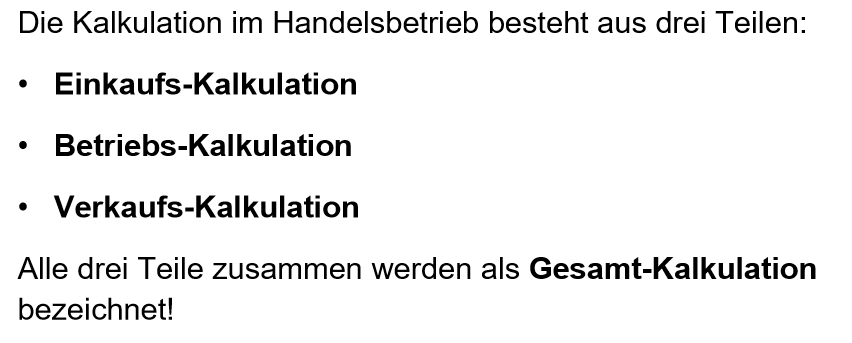 Die Kalkulation im Handelsbetrieb besteht aus drei Teilen:
• Einkaufs-Kalkulation
• Betriebs-Kalkulation
• Verkaufs-Kalkulation
Alle drei Teile zusammen werden als Gesamt-Kalkulation
bezeichnet!